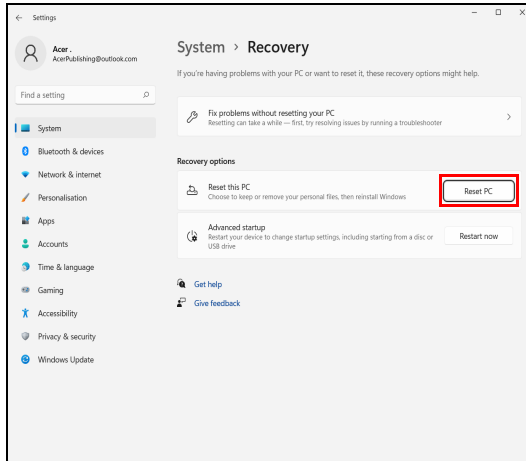 Settings
Acer .
AcerPublishing@outlook.com
Find a setting
System
Bluetooth & devices
Network & internet
Personalisation
Apps
Accounts
Time & language
Gaming
Accessibility
Privacy & security
Windows Update
System > Recovery
If you're having problems with your PC or want to reset it, these recovery options might help.
Fix problems without resetting your PC
Resetting can take a while — first, try resolving issues by running a troubleshooter
Recovery options
Reset this PC
Choose to keep or remove your personal files, then reinstall Windows
Reset PC
Advanced startup
Restart your device to change startup settings, including starting from a disc or
USB drive
Restart now
Get help
Give feedback